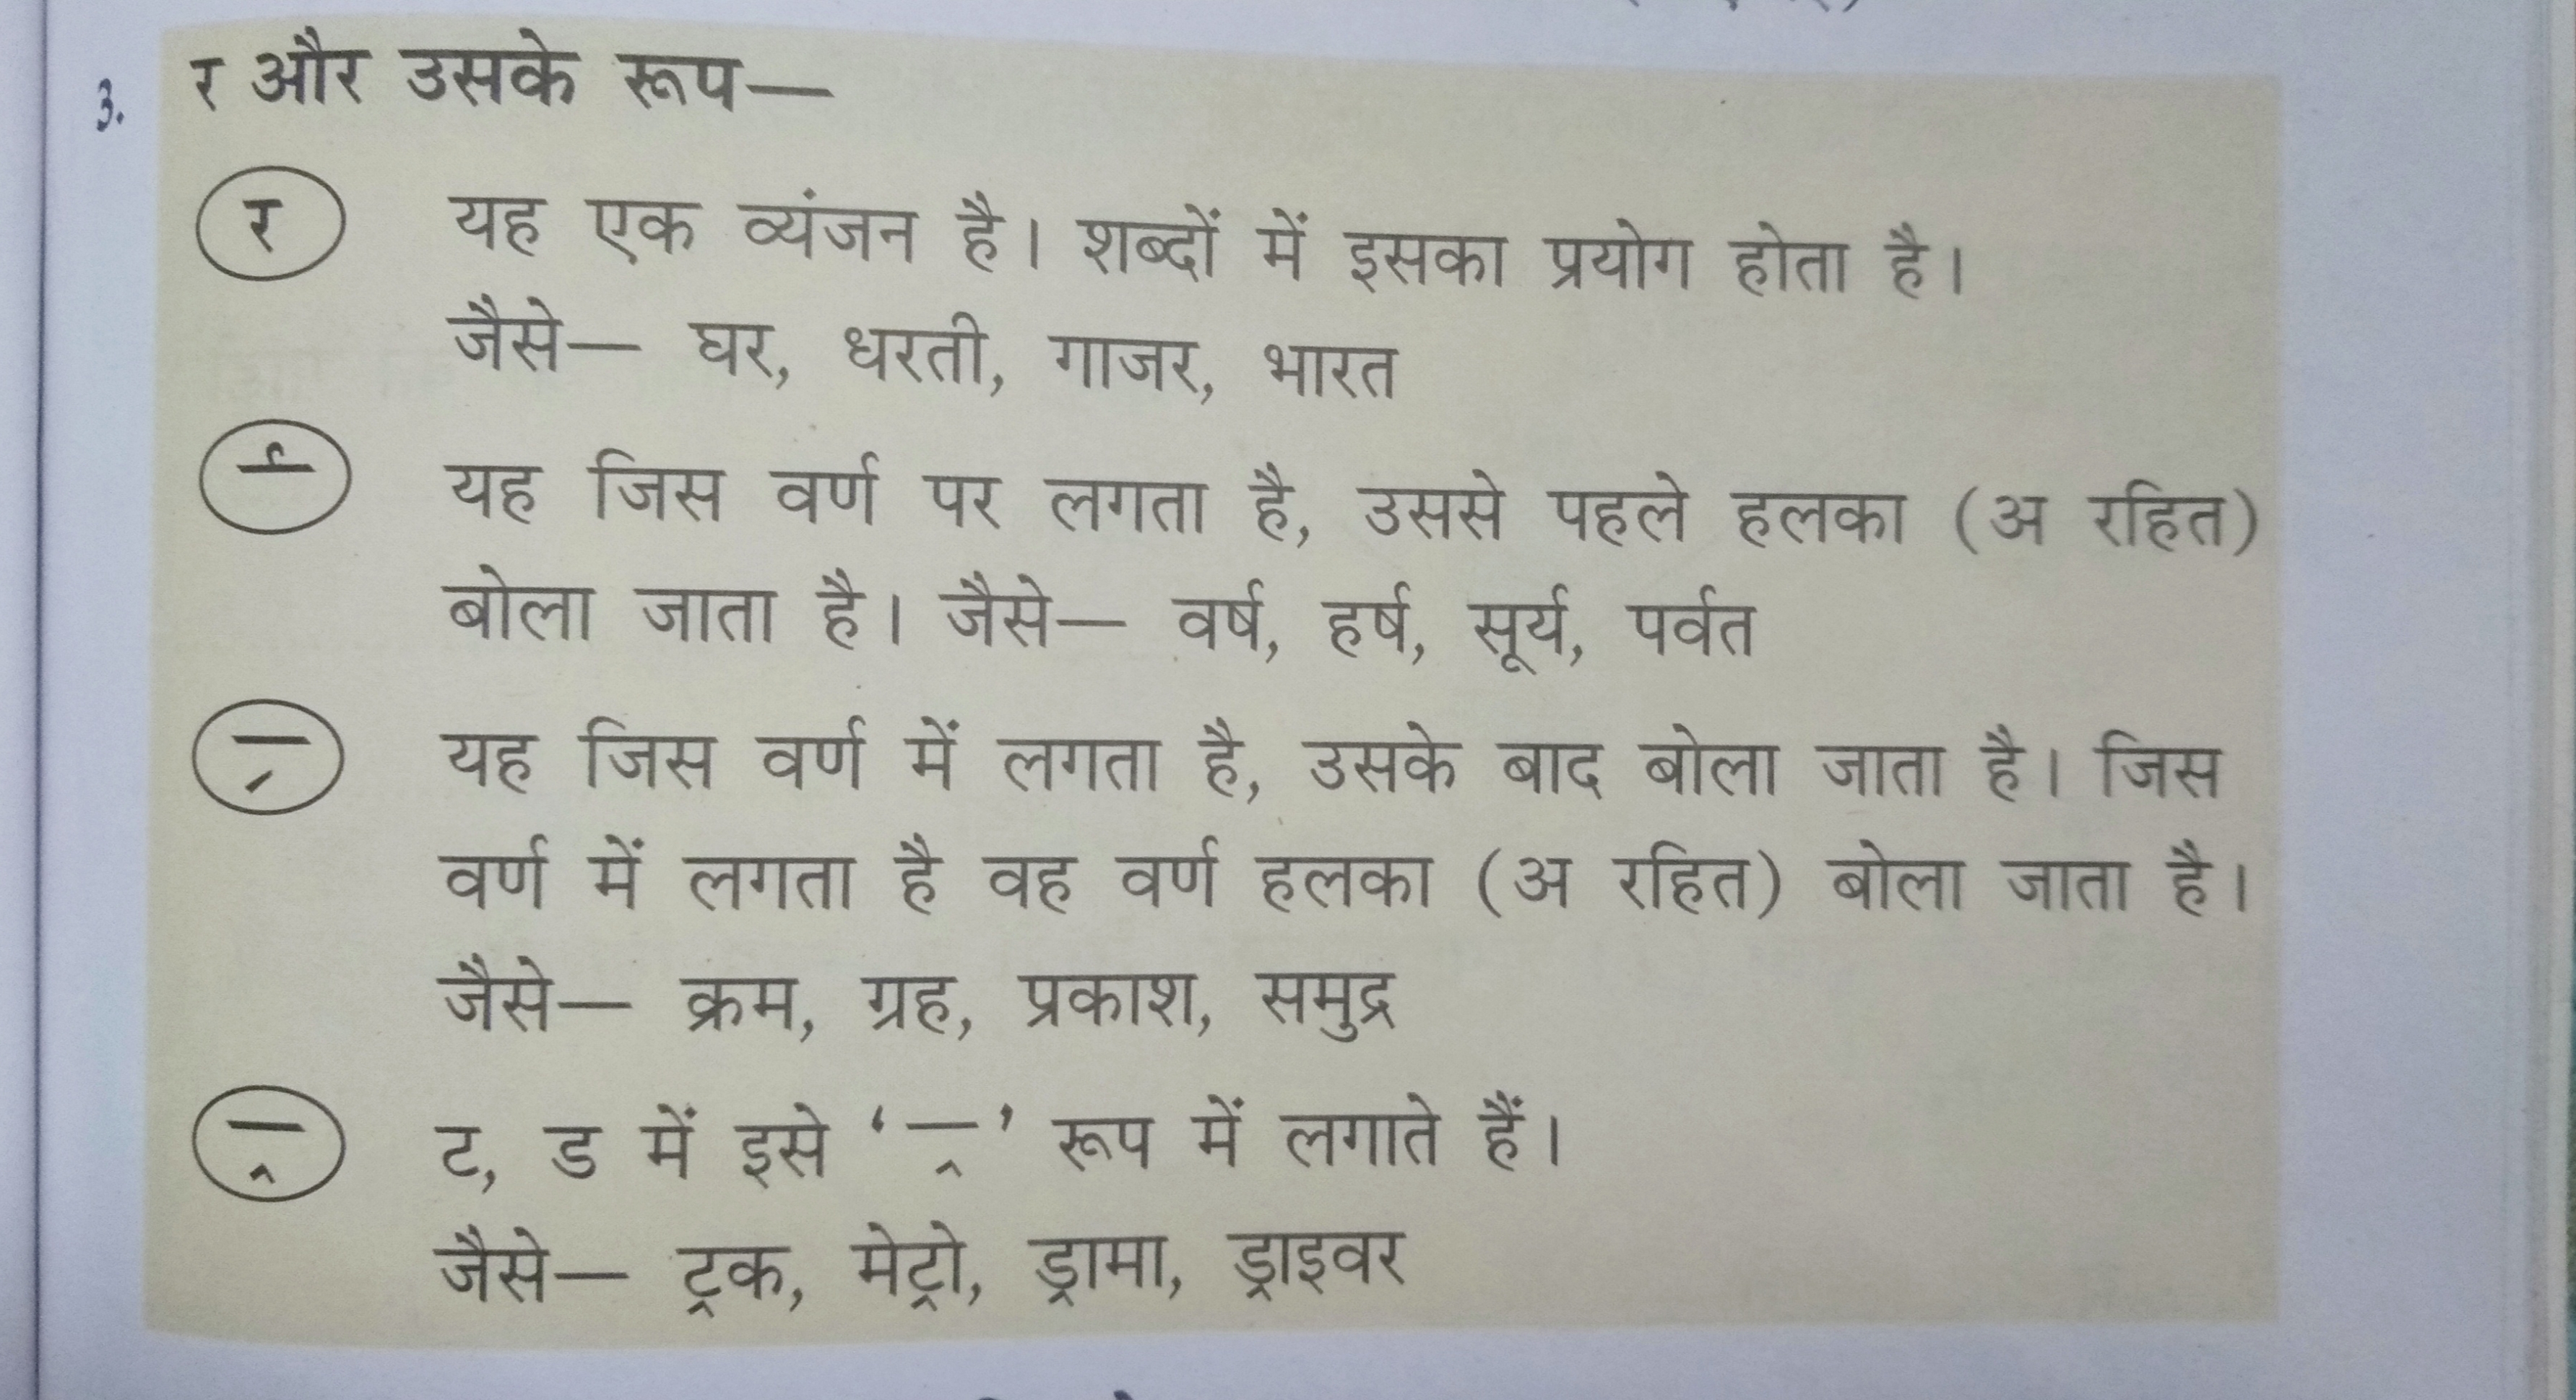 3. र और उसके रूप—
र यह एक व्यंजन है। शब्दों में इसका प्रयोग होता है।
जैसे— घर, धरती, गाजर, भारत
र्‍ यह जिस वर्ण पर लगता है, उससे पहले हलका (अ रहित)
बोला जाता है। जैसे— वर्ष, हर्ष, सूर्य, पर्वत
्र यह जिस वर्ण में लगता है, उसके बाद बोला जाता है। जिस
वर्ण में लगता है वह वर्ण हलका (अ रहित) बोला जाता है।
जैसे— क्रम, ग्रह, प्रकाश, समुद्र
्र ट, ड में इसे ‘्र’ रूप में लगाते हैं।
जैसे— ट्रक, मेट्रो, ड्रामा, ड्राइवर